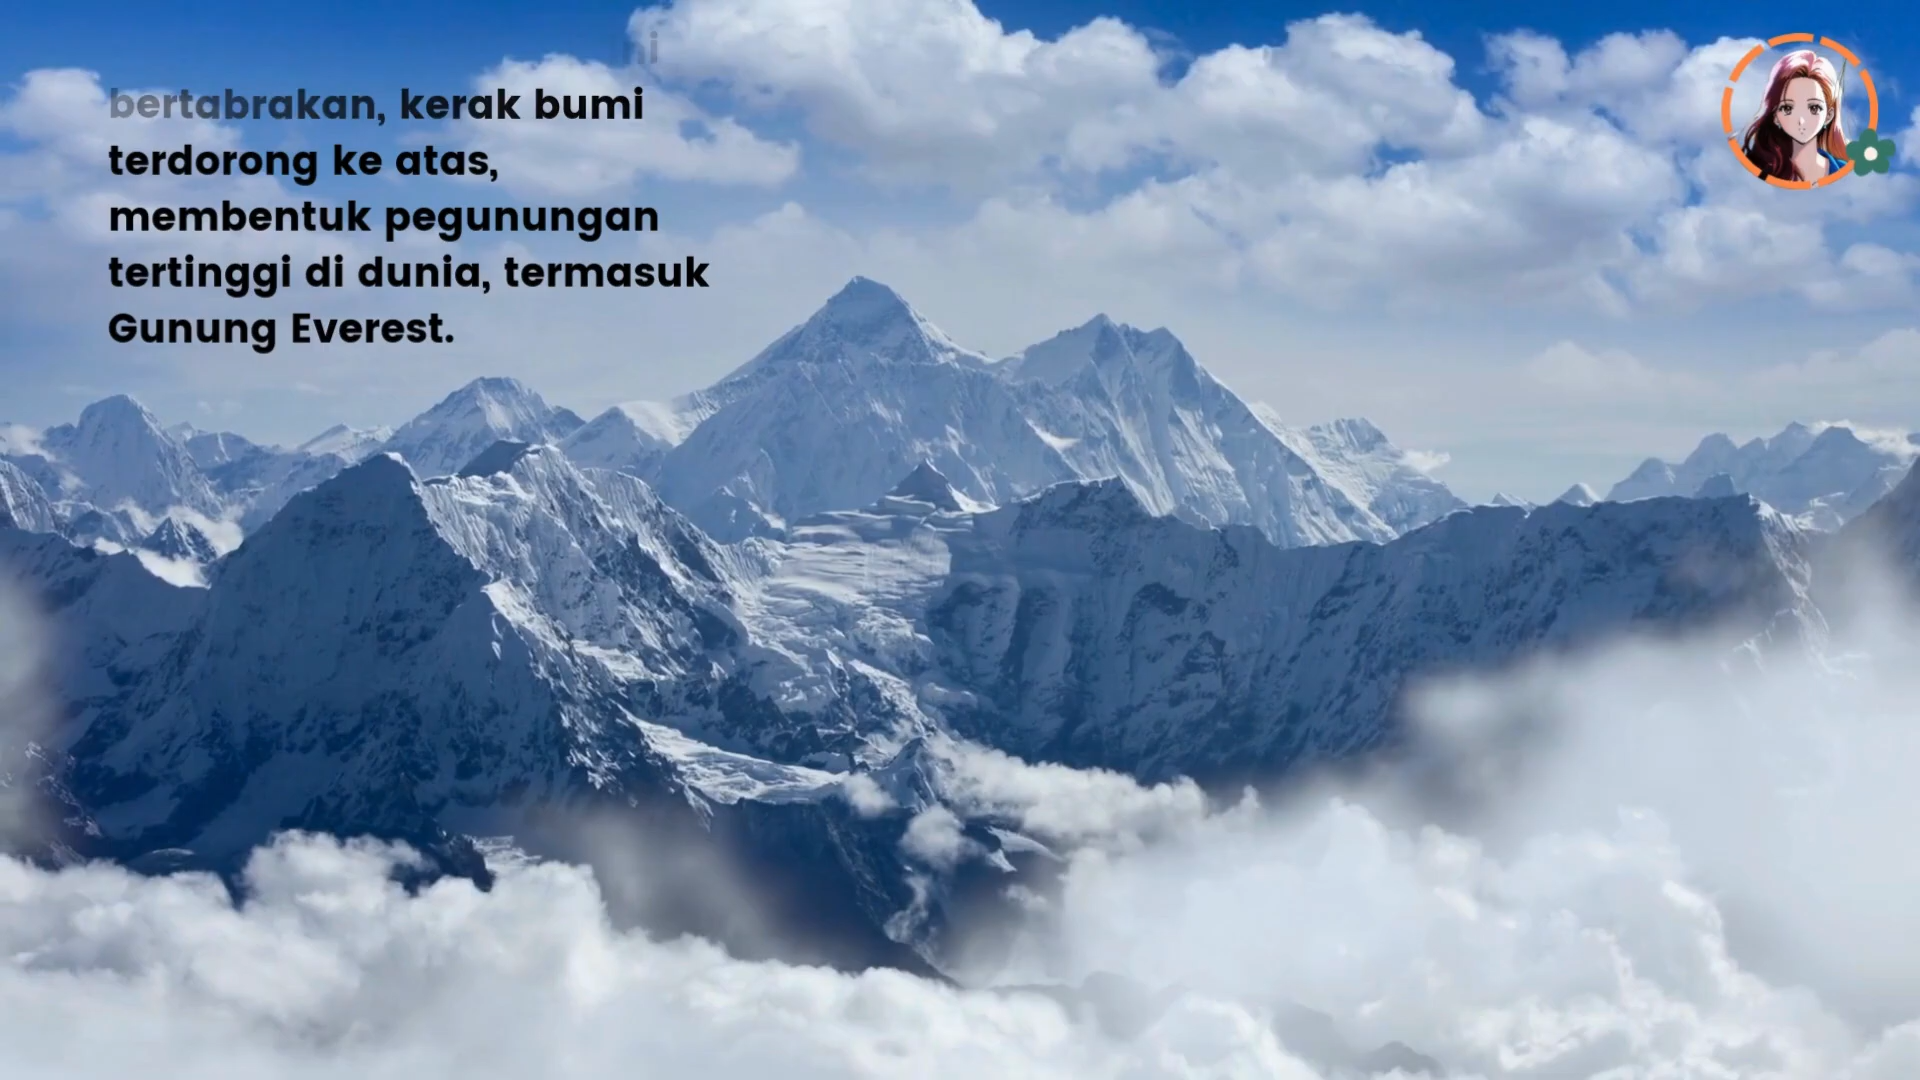 bertabrakan, kerak bumi
terdorong ke atas,
membentuk pegunungan
tertinggi di dunia, termasuk
Gunung Everest.